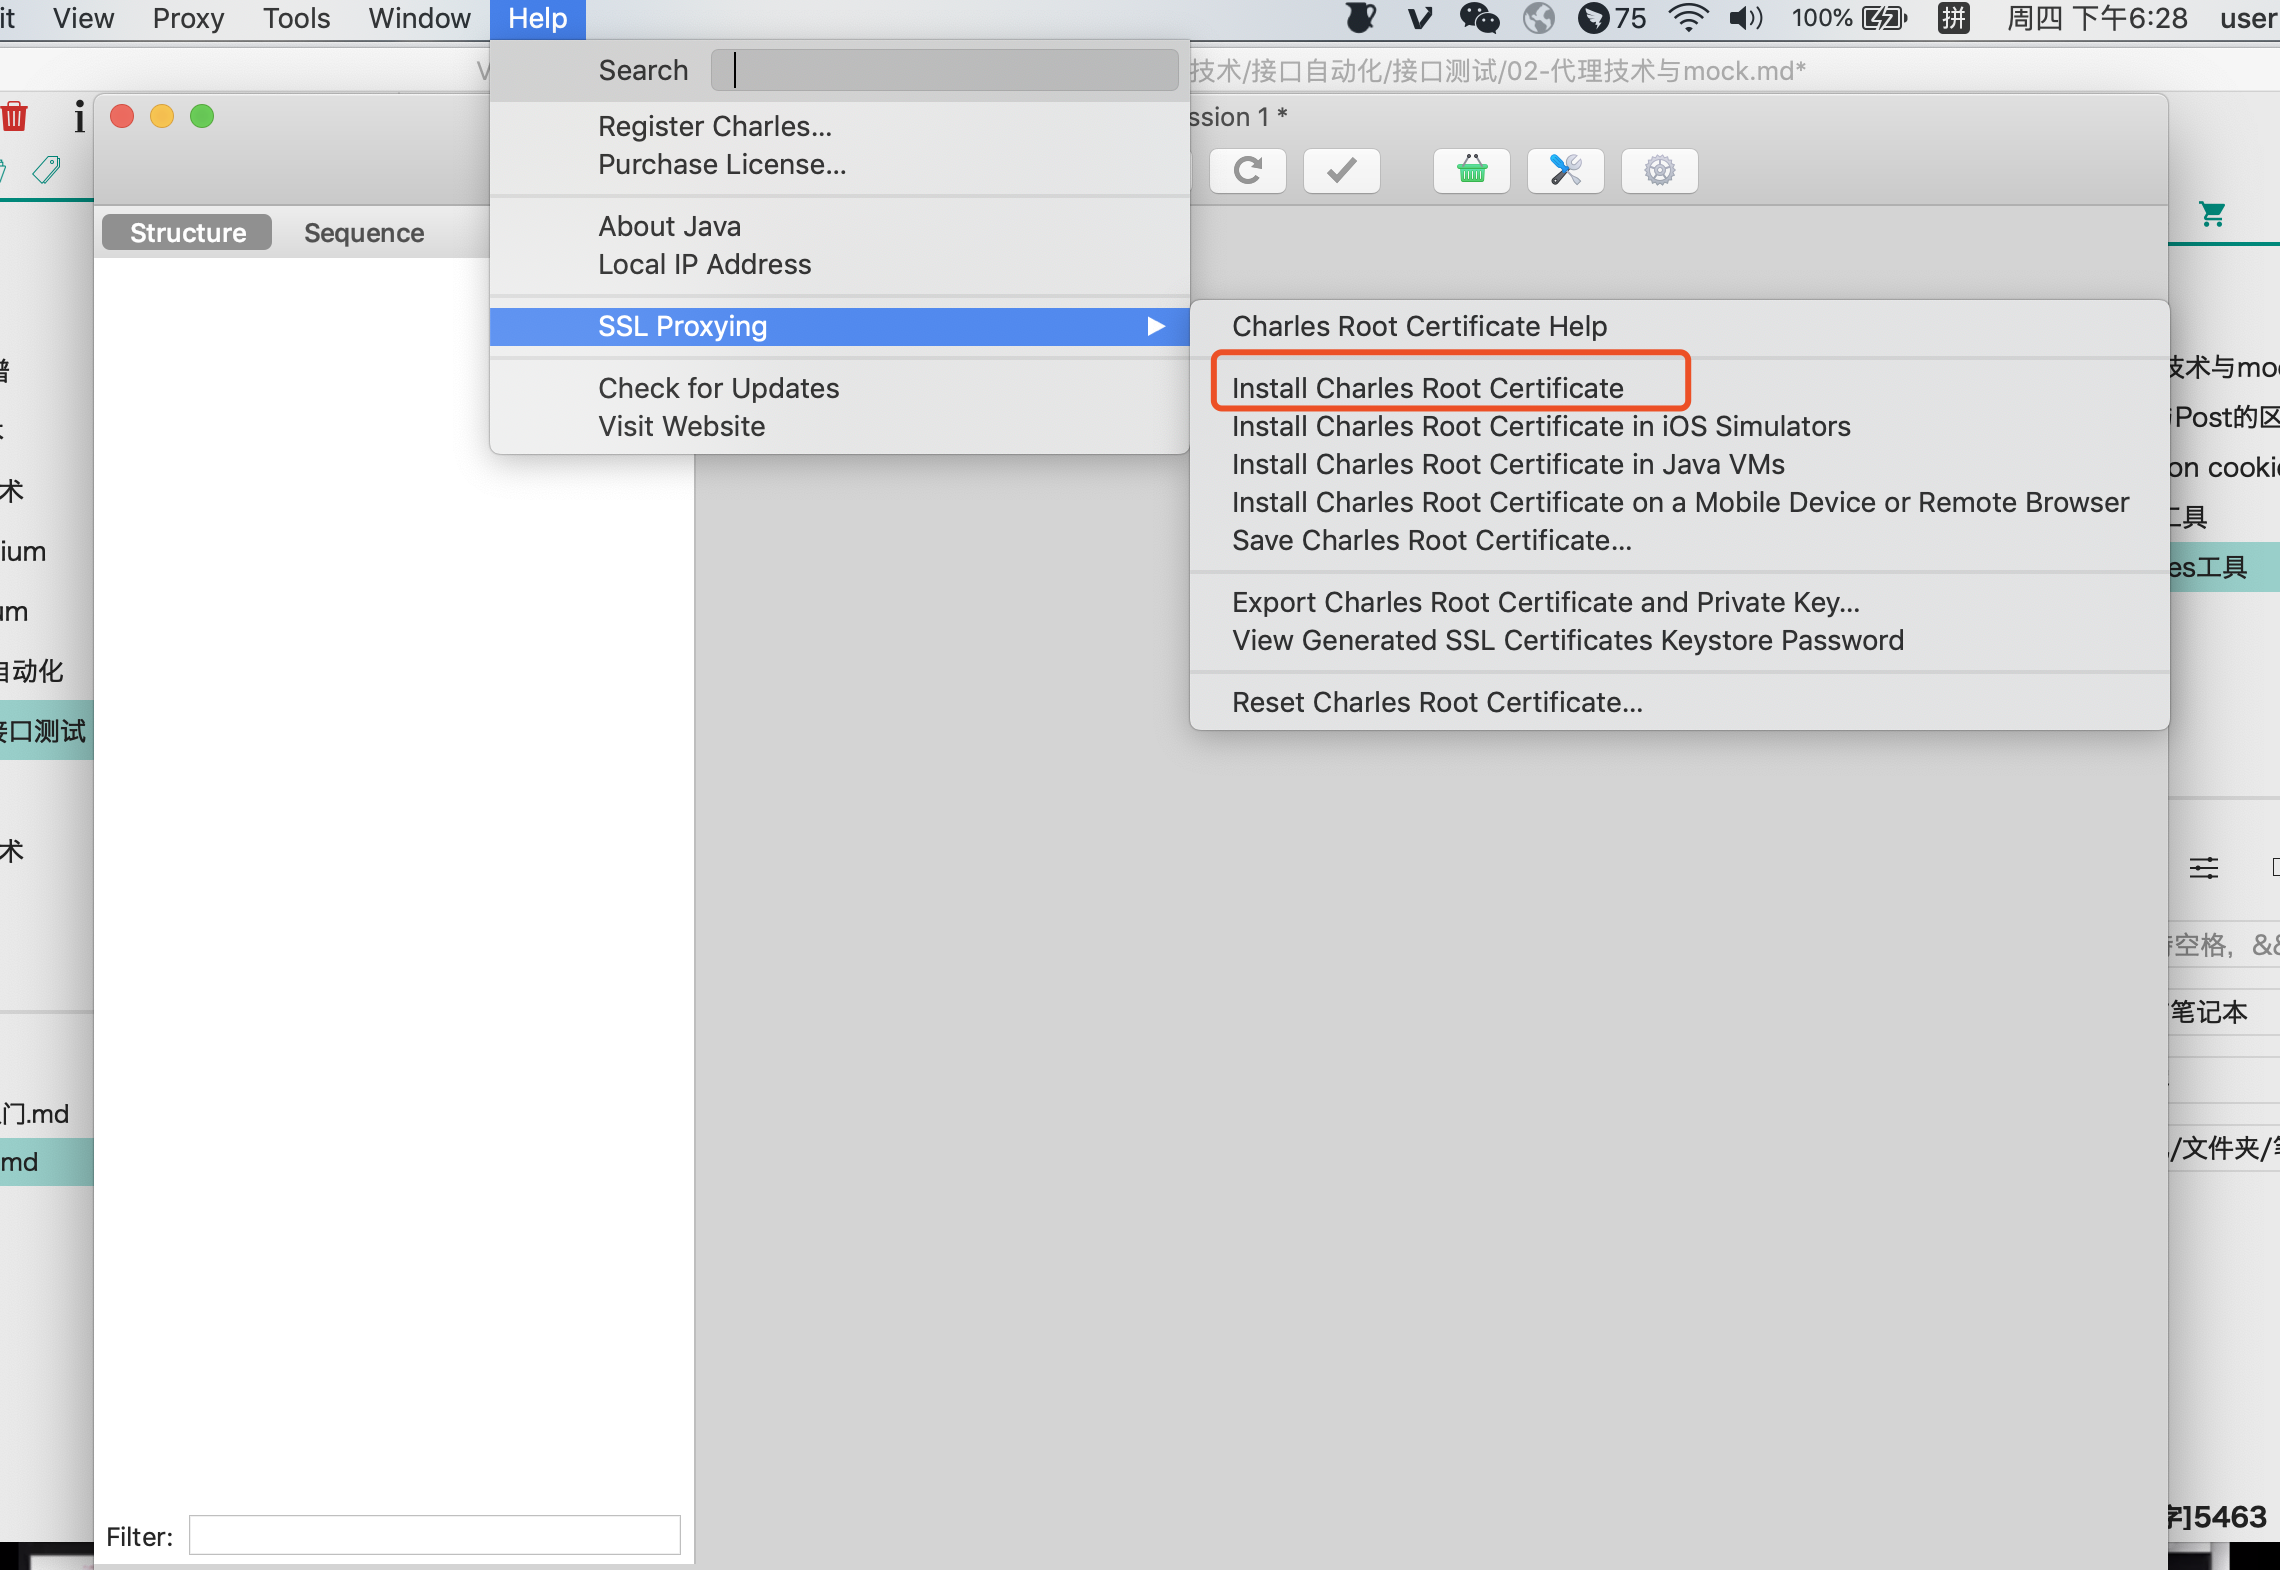 it View Proxy Tools Window Help 75 100% 拼 周四 下午6:28 user
技术/接口自动化/接口测试/02-代理技术与mock.md*
ssion 1 *
Search
Register Charles...
Purchase License...
About Java
Local IP Address
SSL Proxying
Check for Updates
Visit Website
Charles Root Certificate Help
Install Charles Root Certificate
Install Charles Root Certificate in iOS Simulators
Install Charles Root Certificate in Java VMs
Install Charles Root Certificate on a Mobile Device or Remote Browser
Save Charles Root Certificate...
Export Charles Root Certificate and Private Key...
View Generated SSL Certificates Keystore Password
Reset Charles Root Certificate...
Structure Sequence
术
ium
um
自动化
接口测试
术
门.md
md
Filter:
技术与moc
Post的区
on cookie
工具
es工具
空格, &&
笔记本
/文件夹/笔
字]5463